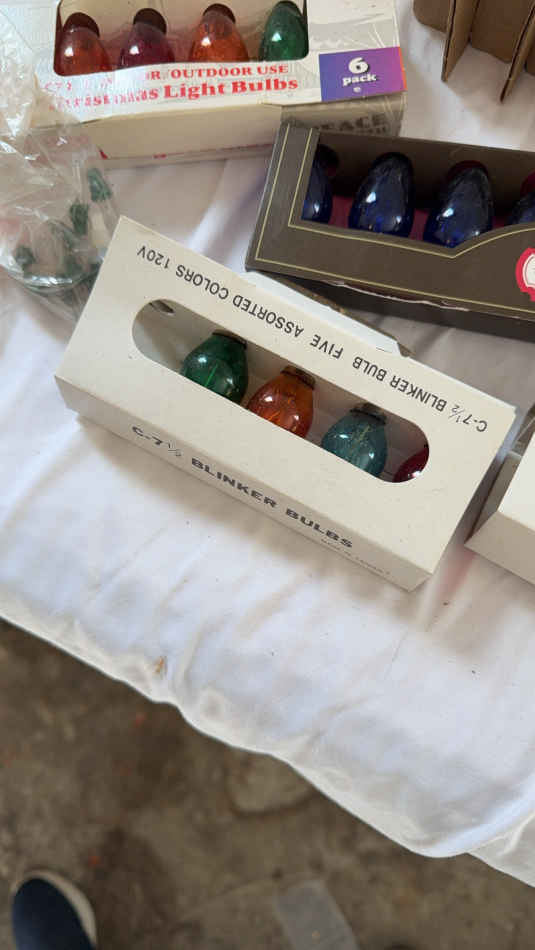 OUTDOOR USE
Light Bulbs
6
pack
C-7½ BLINKER BULB FIVE ASSORTED COLORS 120V
C-7½ BLINKER BULBS